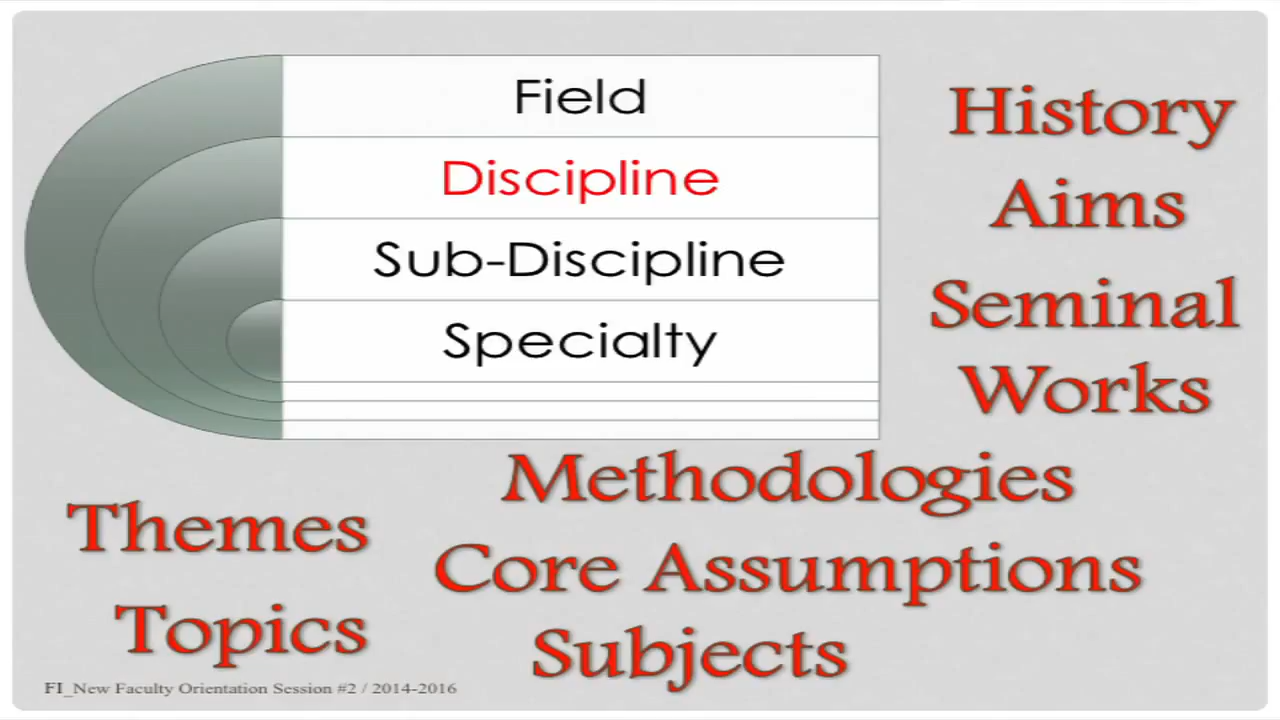 Field
Discipline
Sub-Discipline
Specialty
History
Aims
Seminal
Works
Methodologies
Core Assumptions
Subjects
Themes
Topics
FI_New Faculty Orientation Session #2 / 2014-2016